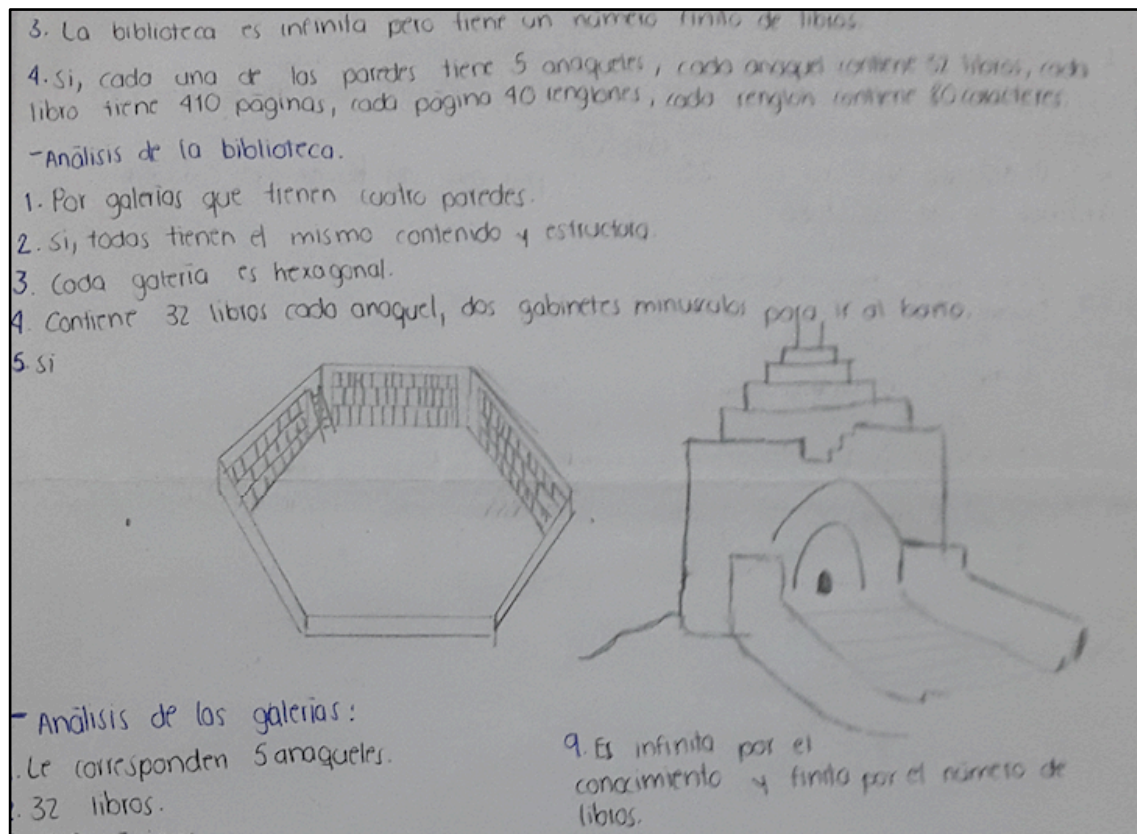 3. La biblioteca es infinita pero tiene un número finito de libros.
4. Si, cada una de las paredes tiene 5 anaqueles, cada anaquel contiene 32 libros, cada
libro tiene 410 páginas, cada página 40 renglones, cada renglon contiene 80 caracteres.
-Análisis de la biblioteca.
1. Por galerias que tienen cuatro paredes.
2. Si, todas tienen el mismo contenido y estructura.
3. Cada galeria es hexagonal.
4. Contiene 32 libros cada anaquel, dos gabinetes minusculos para ir al baño.
5. Si
- Análisis de las galerias:
. Le corresponden 5 anaqueles.
. 32 libros.
9. Es infinita por el
conocimiento y finita por el número de
libros.